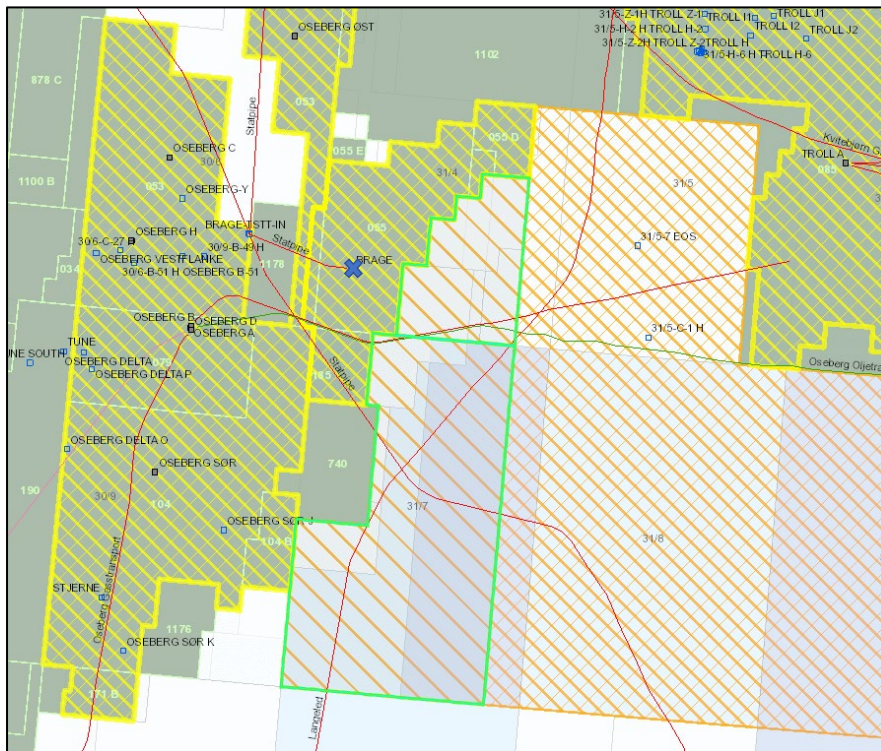 OSEBERG ØST
31/5-Z-1H TROLL Z-1
TROLL I1
TROLL J1
31/5-H-2 H TROLL H-2
TROLL I2
TROLL J2
31/5-Z-2H TROLL Z-2
TROLL H
31/5-H-6 H TROLL H-6
1102
878 C
053
Statpipe
055 D
055 E
Kvitebjørn G
OSEBERG C
30/6
31/4
TROLL A
085
1100 B
053
31/5
OSEBERG-Y
055
OSEBERG H
BRAGE-TSTT-IN
Statpipe
30/6-C-27
30/9-B-49 H
31/5-7 EOS
OSEBERG VESTFLANKE
034
BRAGE
30/6-B-51 H OSEBERG B-51
1178
OSEBERG B
OSEBERG D
OSEBERG A
31/5-C-1 H
TUNE
NE SOUTH
OSEBERG DELTA
079
Statpipe
Oseberg Oljetra
OSEBERG DELTA P
185
OSEBERG DELTA O
740
OSEBERG SØR
190
30/9
104
31/7
OSEBERG SØR J
104 B
31/8
Oseberg Gasstransport
STJERNE
1176
OSEBERG SØR K
171 B
Langeled